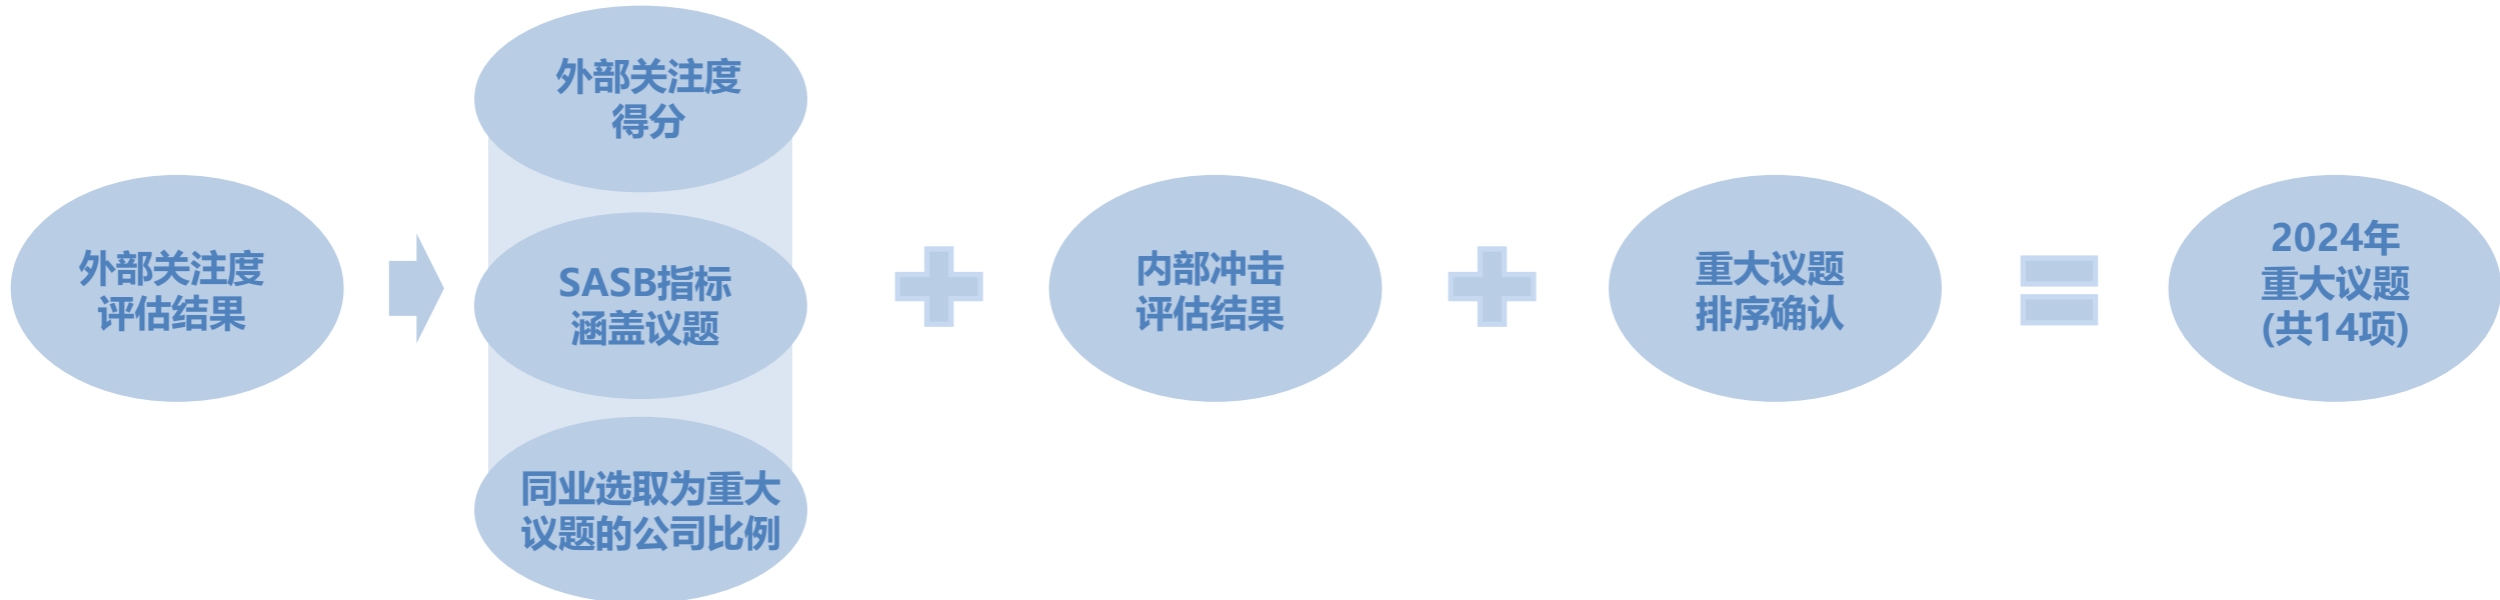 外部关注度
评估结果
外部关注度
得分
SASB指标
涵盖议题
同业选取为重大
议题的公司比例
内部冲击
评估结果
重大议题
排序确认
2024年
重大议题
(共14项)